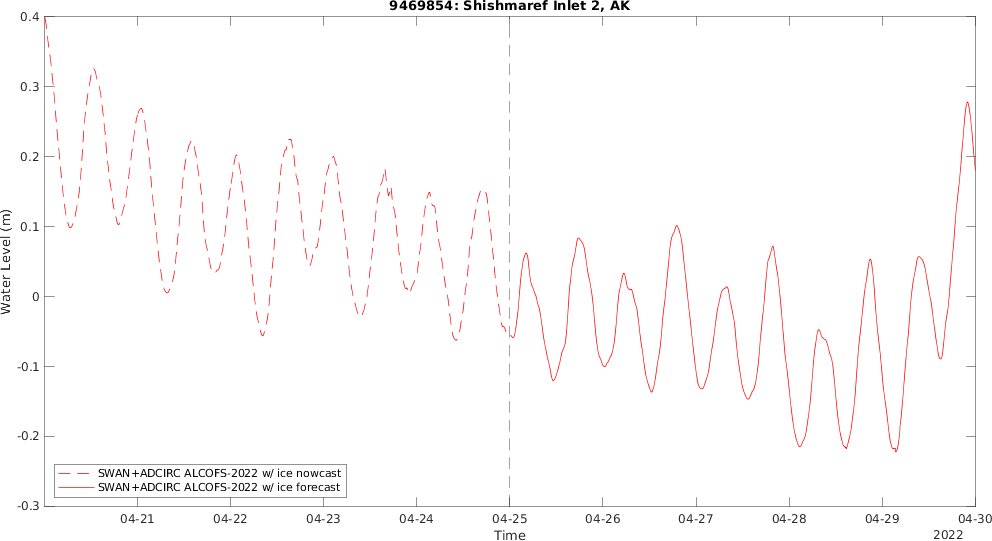 9469854: Shishmaref Inlet 2, AK
0.4
0.3
0.2
0.1
0
-0.1
-0.2
-0.3
Water Level (m)
SWAN+ADCIRC ALCOFS-2022 w/ ice nowcast
SWAN+ADCIRC ALCOFS-2022 w/ ice forecast
04-21 04-22 04-23 04-24 04-25 04-26 04-27 04-28 04-29 04-30
Time
2022